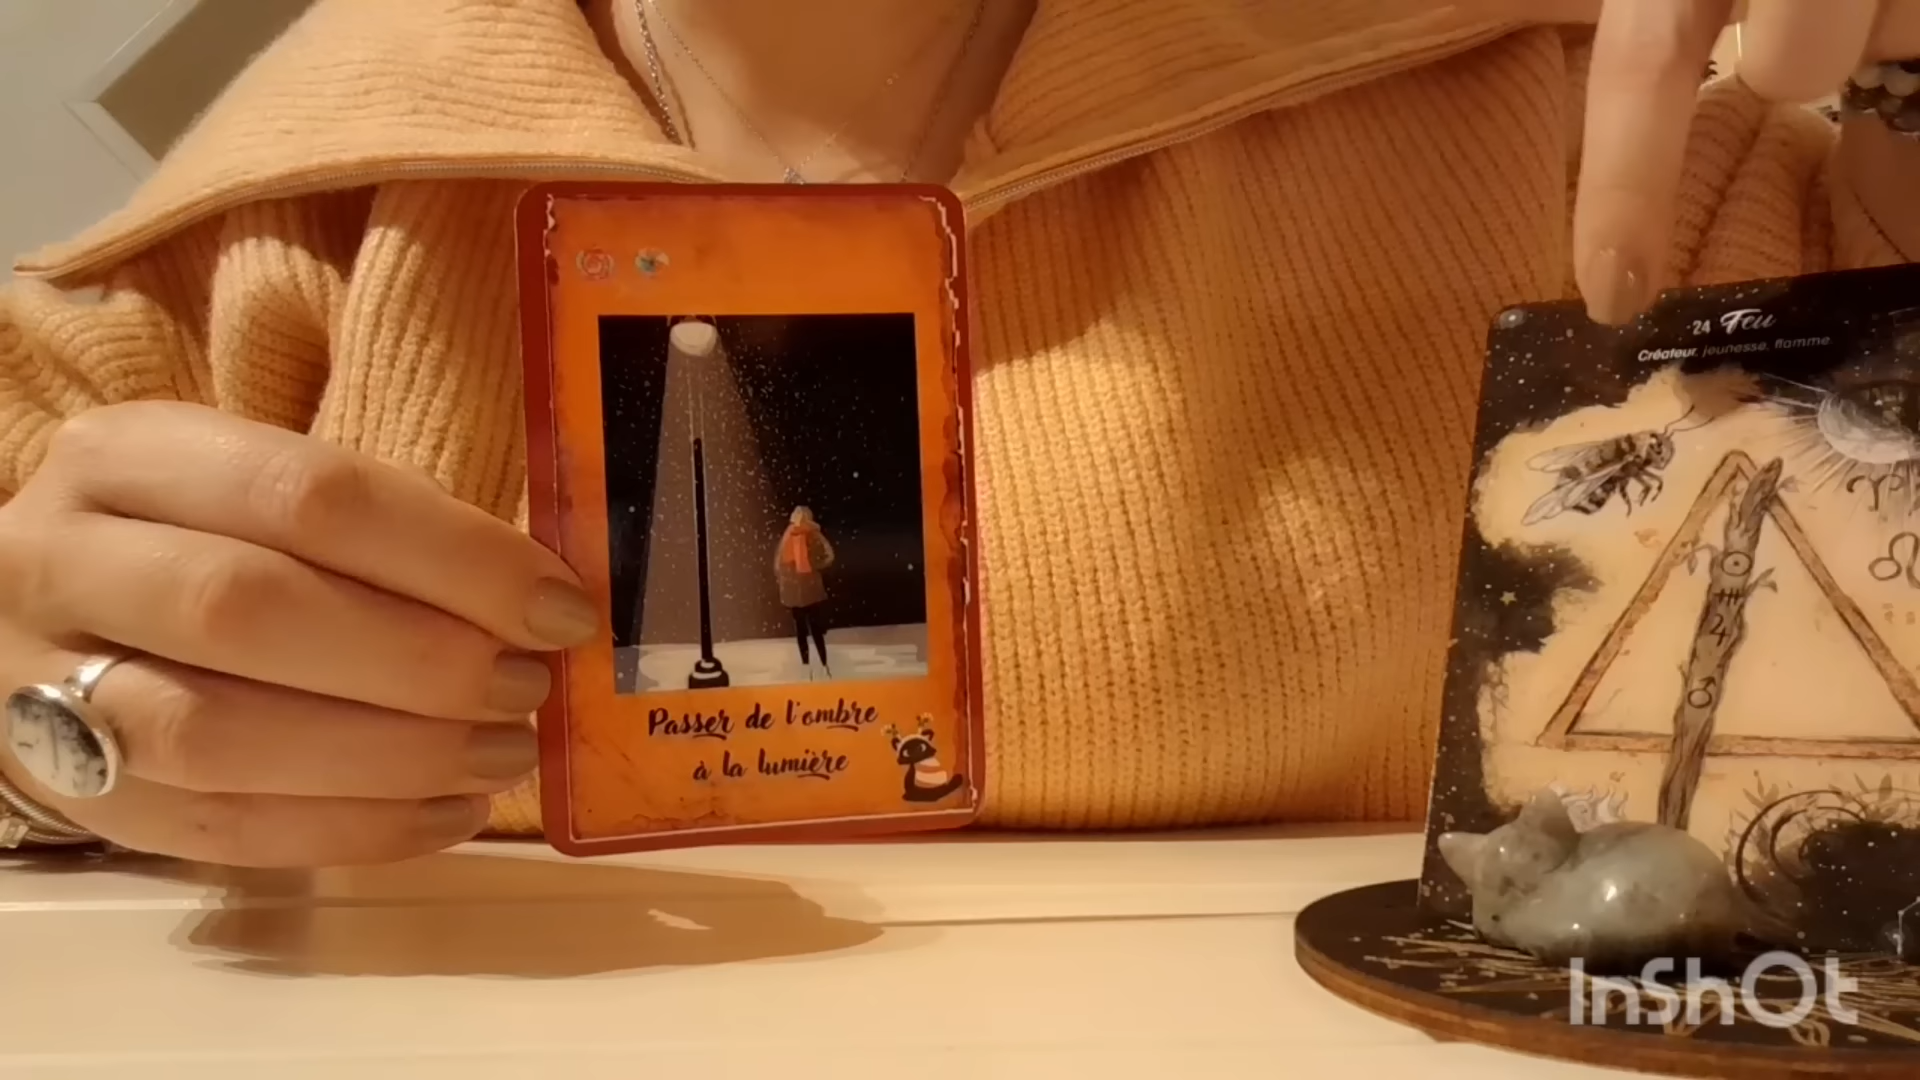 Passer de l'ombre
à la lumière
24 Feu
Créateur, jeunesse, flamme.
InShOt